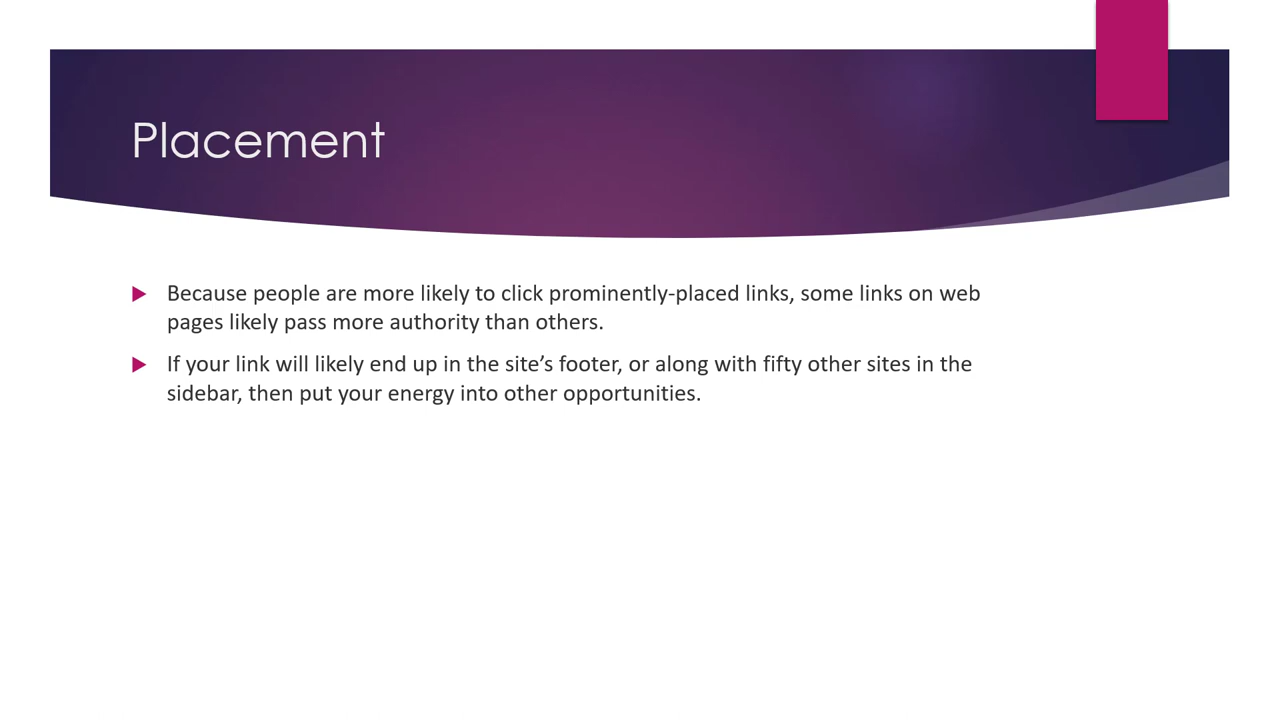 Placement
Because people are more likely to click prominently-placed links, some links on web
pages likely pass more authority than others.
If your link will likely end up in the site’s footer, or along with fifty other sites in the
sidebar, then put your energy into other opportunities.